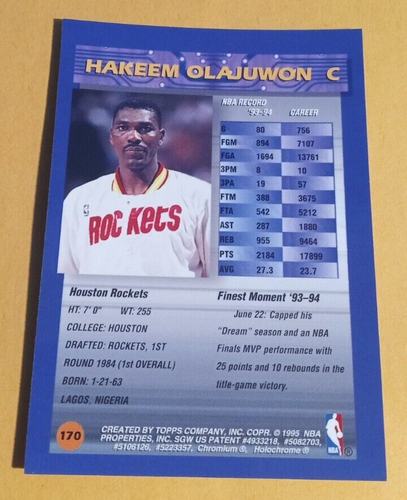 HAKEEM OLAJUWON C
NBA RECORD '93-94 CAREER
G 80 756
FGM 894 7107
FGA 1694 13761
3PM 8 10
3PA 19 57
FTM 388 3675
FTA 542 5212
AST 287 1880
REB 955 9464
PTS 2184 17899
AVG 27.3 23.7
ROCKETS
Houston Rockets
HT: 7' 0" WT: 255
COLLEGE: HOUSTON
DRAFTED: ROCKETS, 1ST
ROUND 1984 (1ST OVERALL)
BORN: 1-21-63
LAGOS, NIGERIA
Finest Moment '93-94
June 22: Capped his
"Dream" season and an NBA
Finals MVP performance with
25 points and 10 rebounds in the
title-game victory.
170
CREATED BY TOPPS COMPANY, INC. COPR. © 1995 NBA
PROPERTIES, INC. SGW US PATENT #4933218, #5082703,
#5106126, #5223357, Chromium ®, Holochrome ®
NBA